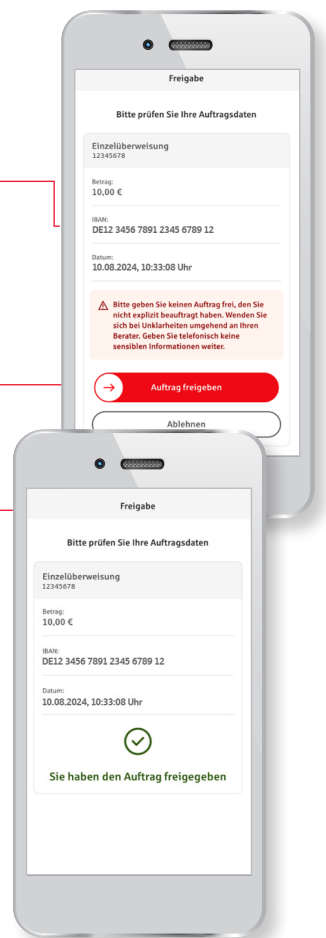 Freigabe
Bitte prüfen Sie Ihre Auftragsdaten
Einzelüberweisung
12345678
Betrag:
10,00 €
IBAN:
DE12 3456 7891 2345 6789 12
Datum:
10.08.2024, 10:33:08 Uhr
Bitte geben Sie keinen Auftrag frei, den Sie
nicht explizit beauftragt haben. Wenden Sie
sich bei Unklarheiten umgehend an Ihren
Berater. Geben Sie telefonisch keine
sensiblen Informationen weiter.
Auftrag freigeben
Ablehnen
Freigabe
Bitte prüfen Sie Ihre Auftragsdaten
Einzelüberweisung
12345678
Betrag:
10,00 €
IBAN:
DE12 3456 7891 2345 6789 12
Datum:
10.08.2024, 10:33:08 Uhr
Sie haben den Auftrag freigegeben